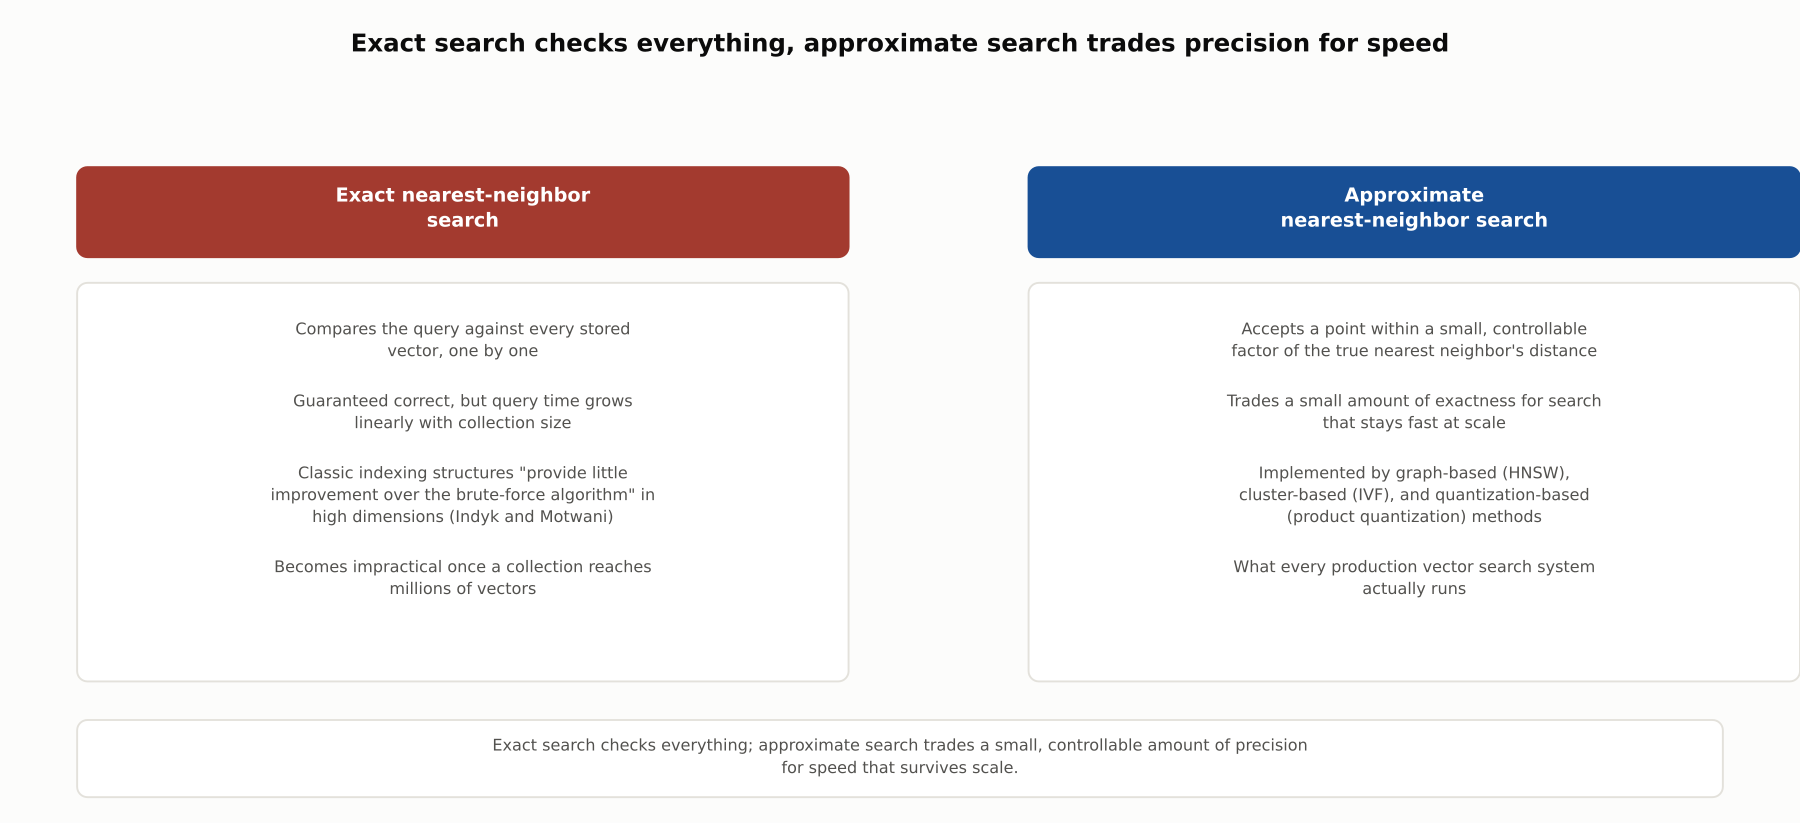 Exact search checks everything, approximate search trades precision for speed
Exact nearest-neighbor
search
Compares the query against every stored
vector, one by one
Guaranteed correct, but query time grows
linearly with collection size
Classic indexing structures "provide little
improvement over the brute-force algorithm" in
high dimensions (Indyk and Motwani)
Becomes impractical once a collection reaches
millions of vectors
Approximate
nearest-neighbor search
Accepts a point within a small, controllable
factor of the true nearest neighbor's distance
Trades a small amount of exactness for search
that stays fast at scale
Implemented by graph-based (HNSW),
cluster-based (IVF), and quantization-based
(product quantization) methods
What every production vector search system
actually runs
Exact search checks everything; approximate search trades a small, controllable amount of precision
for speed that survives scale.